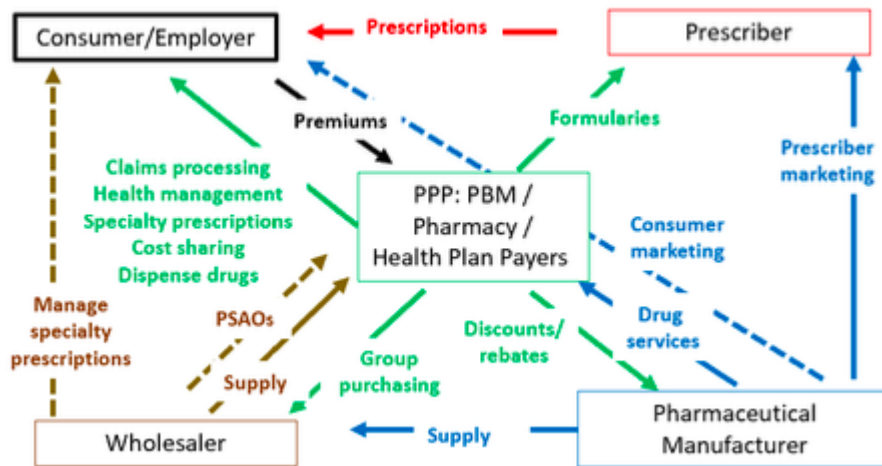 Consumer/Employer
Prescriptions
Prescriber
Premiums
Formularies
Prescriber
marketing
Claims processing
Health management
Specialty prescriptions
Cost sharing
Dispense drugs
PPP: PBM /
Pharmacy /
Health Plan Payers
Consumer
marketing
Manage
specialty
prescriptions
PSAOs
Supply
Group
purchasing
Discounts/
rebates
Drug
services
Wholesaler
Supply
Pharmaceutical
Manufacturer